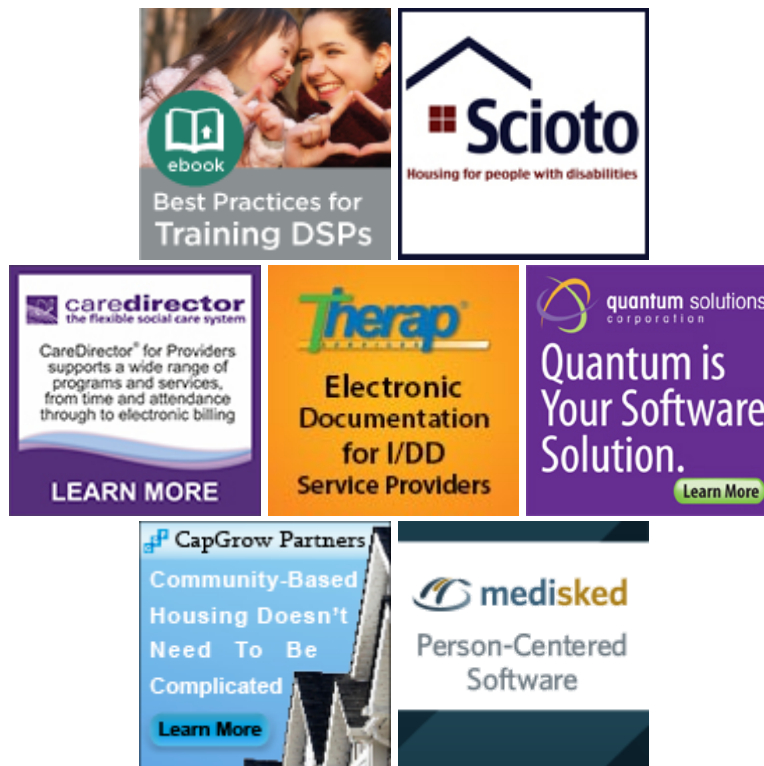 ebook
Best Practices for
Training DSPs
Scioto
Housing for people with disabilities
caredirector
the flexible social care system
CareDirector® for Providers
supports a wide range of
programs and services,
from time and attendance
through to electronic billing
LEARN MORE
Therap®
SERVICES
Electronic
Documentation
for I/DD
Service Providers
quantum solutions
corporation
Quantum is
Your Software
Solution.
Learn More
CapGrow Partners
Community-Based
Housing Doesn't
Need To Be
Complicated
Learn More
medisked
Person-Centered
Software